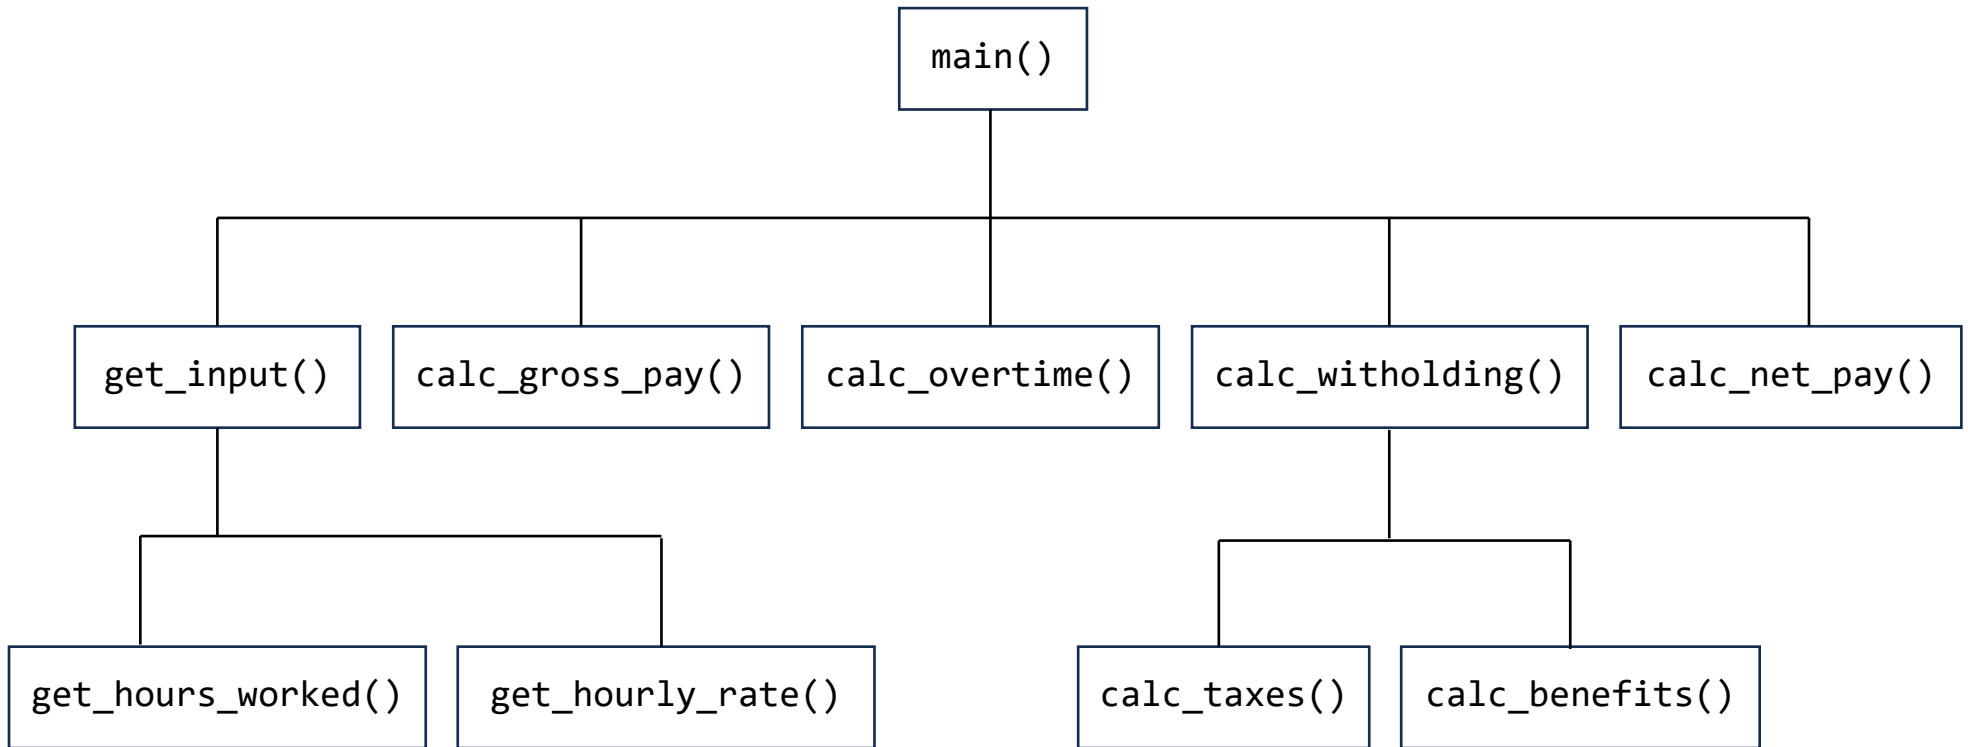 main()
get_input()
calc_gross_pay()
calc_overtime()
calc_witholding()
calc_net_pay()
get_hours_worked()
get_hourly_rate()
calc_taxes()
calc_benefits()